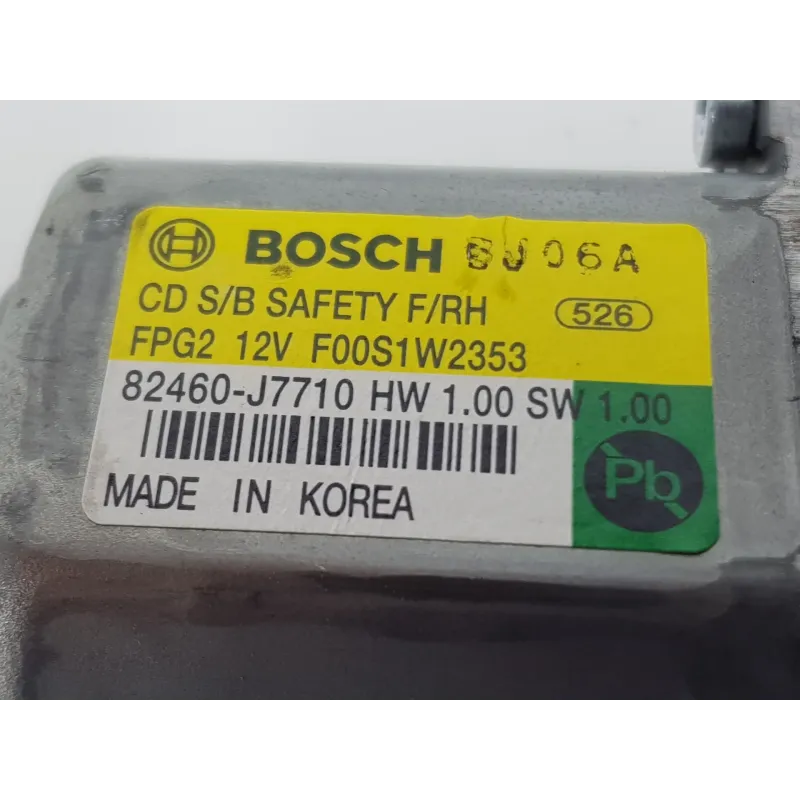 BOSCH BJ06A
CD S/B SAFETY F/RH 526
FPG2 12V F00S1W2353
82460-J7710 HW 1.00 SW 1.00
MADE IN KOREA
Pb